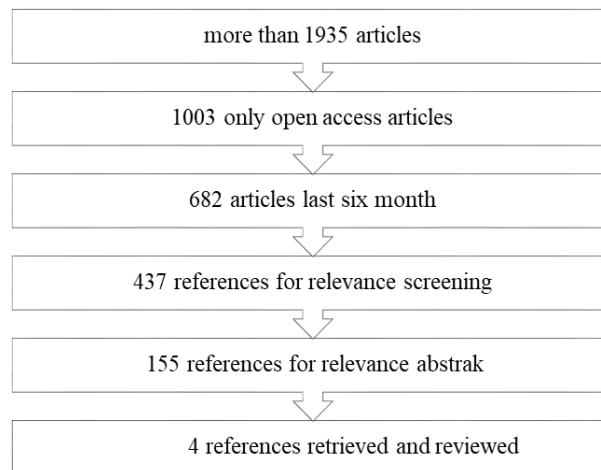 more than 1935 articles
1003 only open access articles
682 articles last six month
437 references for relevance screening
155 references for relevance abstrak
4 references retrieved and reviewed